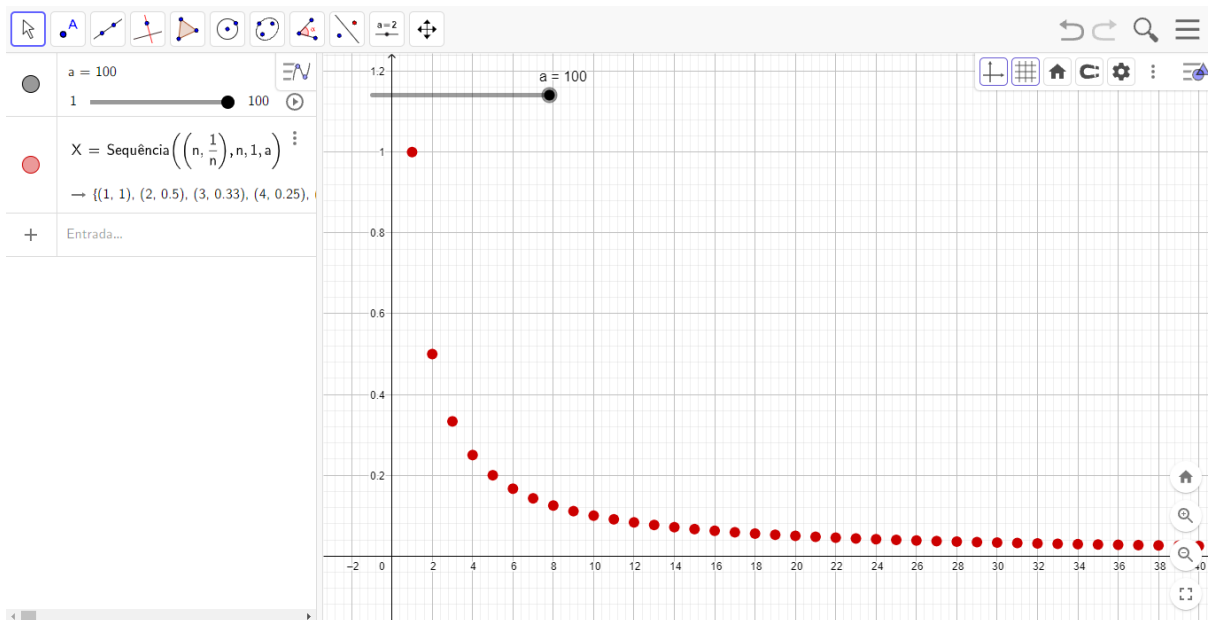 A
α
a=2
a = 100
1
100
X = Sequência((n, 1/n), n, 1, a)
→ {(1, 1), (2, 0.5), (3, 0.33), (4, 0.25), (
+ Entrada...
a = 100
1.2
1
0.8
0.6
0.4
0.2
−2 0 2 4 6 8 10 12 14 16 18 20 22 24 26 28 30 32 34 36 38 40